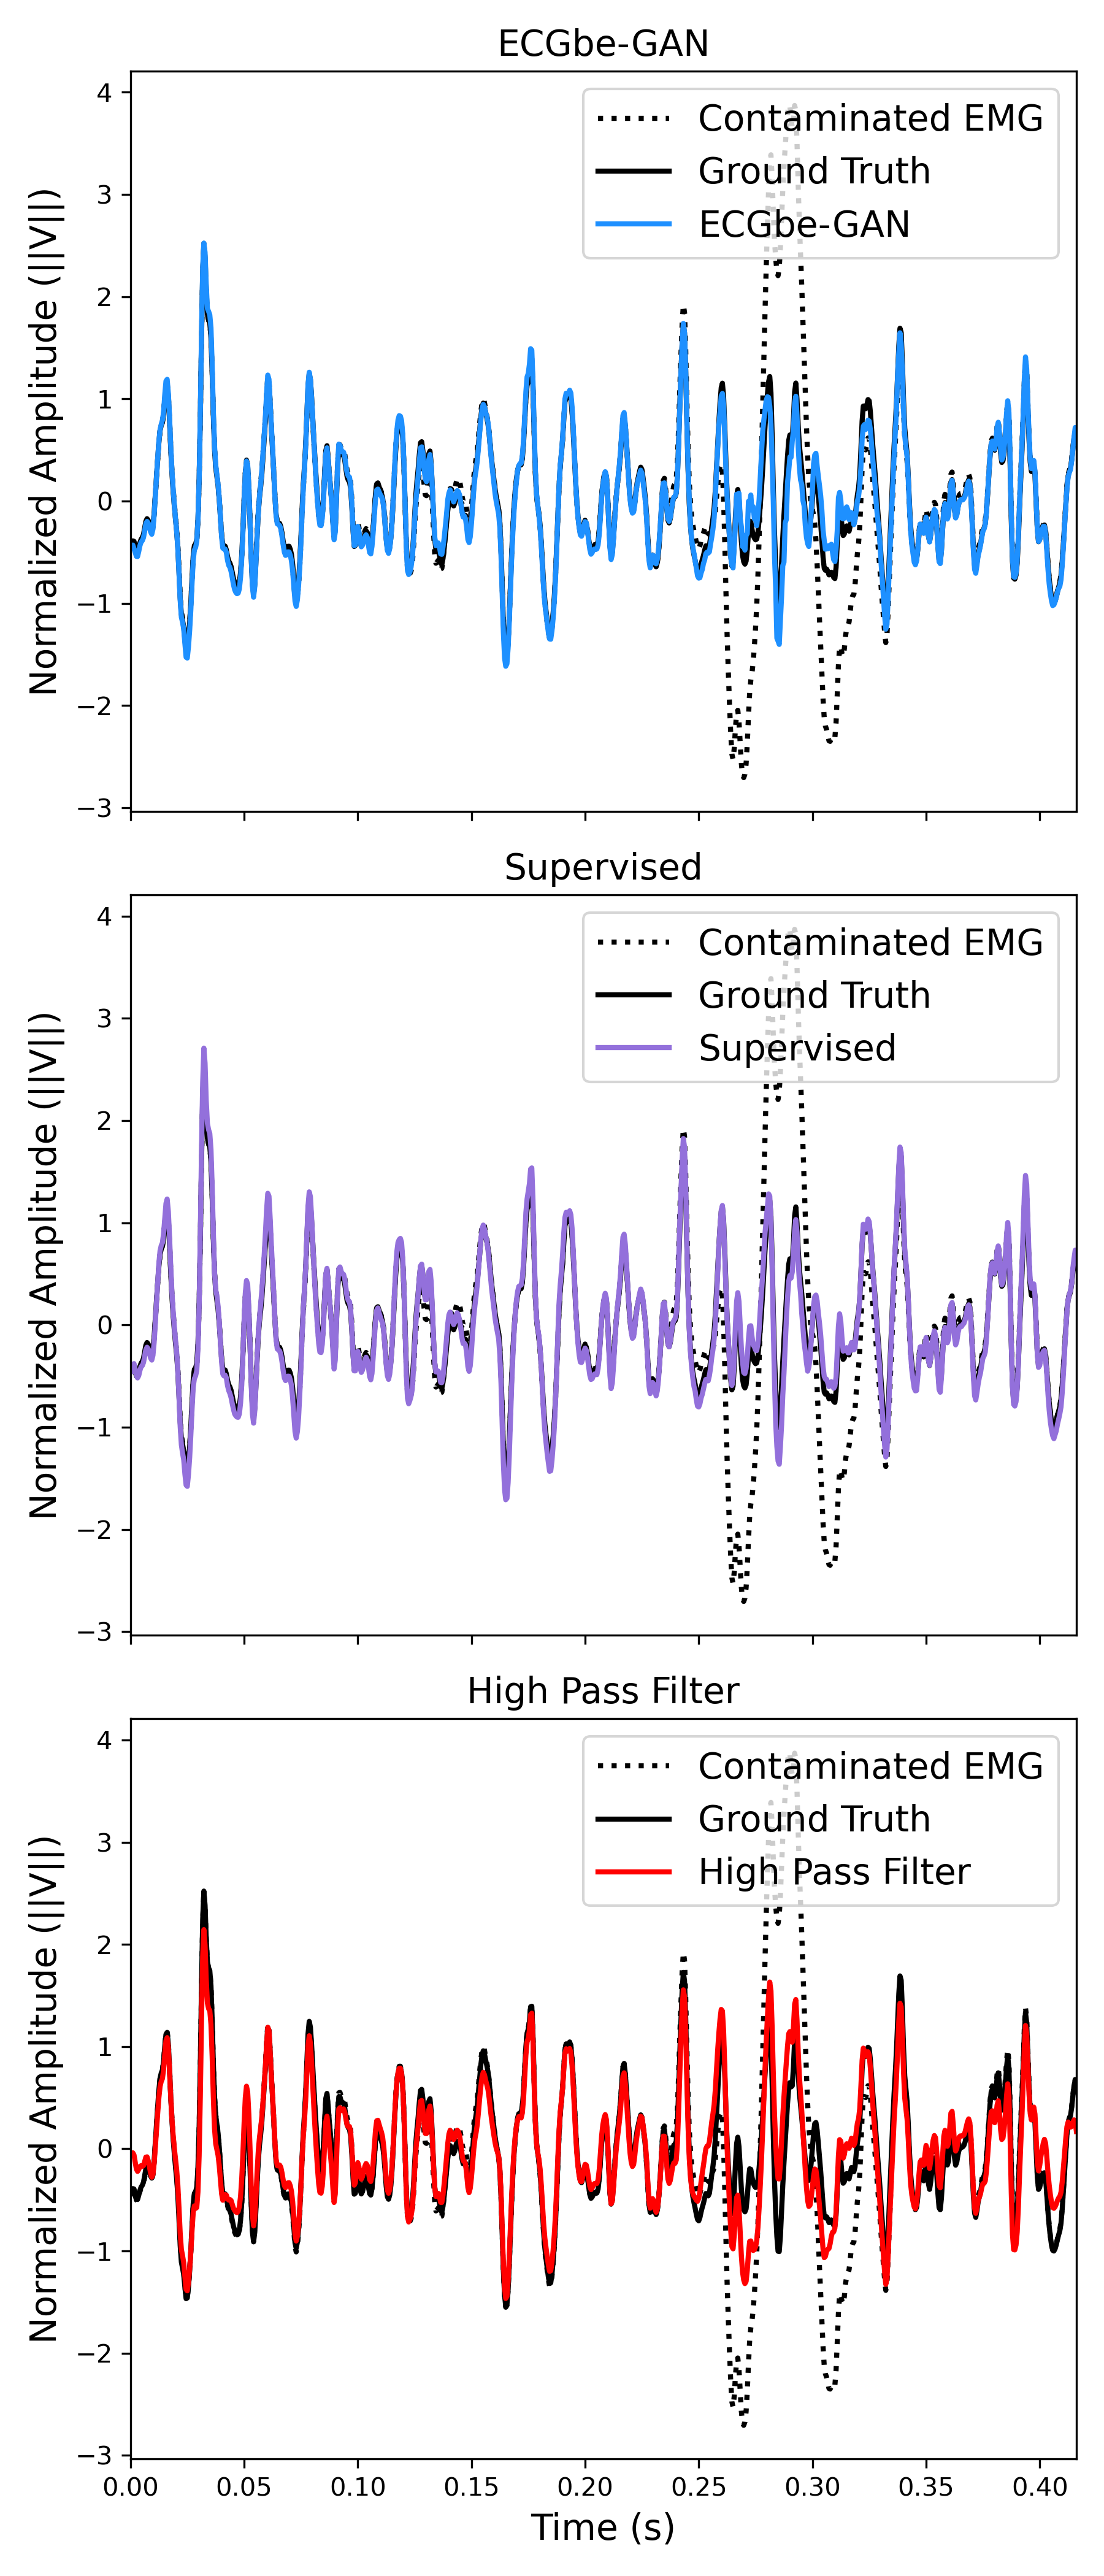 ECGbe-GAN
4
3
2
1
0
−1
−2
−3
Normalized Amplitude (||V||)
Contaminated EMG
Ground Truth
ECGbe-GAN
Supervised
4
3
2
1
0
−1
−2
−3
Normalized Amplitude (||V||)
Contaminated EMG
Ground Truth
Supervised
High Pass Filter
4
3
2
1
0
−1
−2
−3
Normalized Amplitude (||V||)
Contaminated EMG
Ground Truth
High Pass Filter
0.00 0.05 0.10 0.15 0.20 0.25 0.30 0.35 0.40
Time (s)